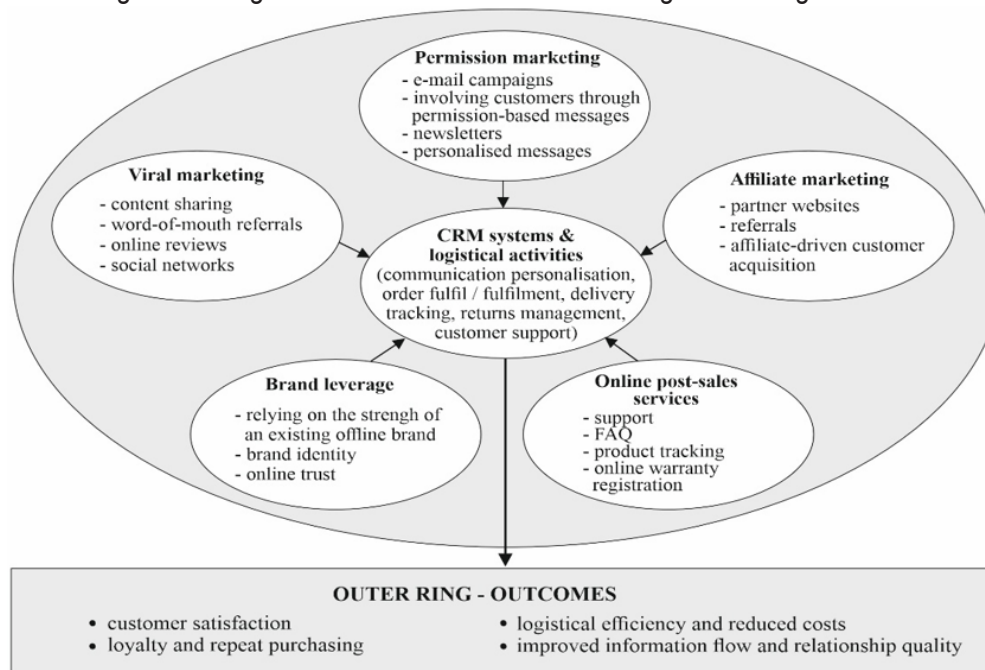 Permission marketing
- e-mail campaigns
- involving customers through
permission-based messages
- newsletters
- personalised messages
Viral marketing
- content sharing
- word-of-mouth referrals
- online reviews
- social networks
Affiliate marketing
- partner websites
- referrals
- affiliate-driven customer
acquisition
CRM systems &
logistical activities
(communication personalisation,
order fulfil / fulfilment, delivery
tracking, returns management,
customer support)
Brand leverage
- relying on the strengh of
an existing offline brand
- brand identity
- online trust
Online post-sales
services
- support
- FAQ
- product tracking
- online warranty
registration
OUTER RING - OUTCOMES
• customer satisfaction
• loyalty and repeat purchasing
• logistical efficiency and reduced costs
• improved information flow and relationship quality